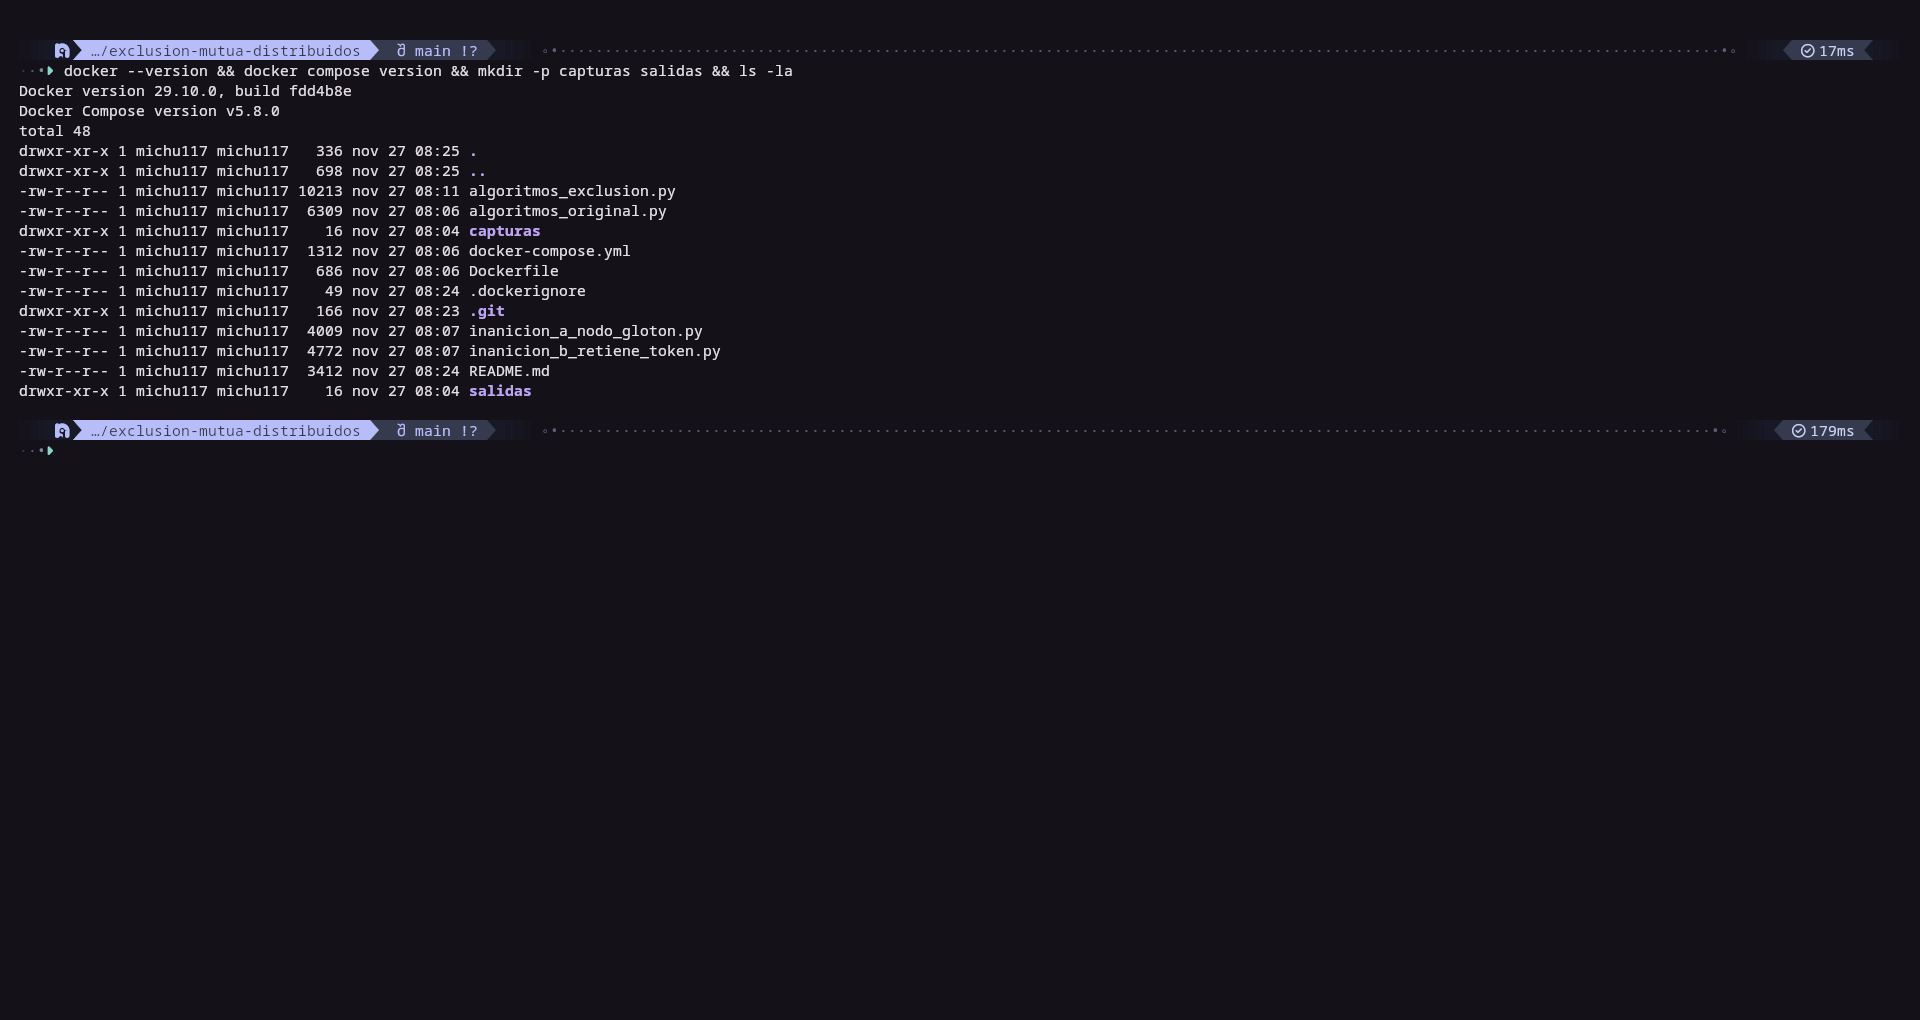 …/exclusion-mutua-distribuidos main !? 17ms
docker --version && docker compose version && mkdir -p capturas salidas && ls -la
Docker version 29.10.0, build fdd4b8e
Docker Compose version v5.8.0
total 48
drwxr-xr-x 1 michu117 michu117   336 nov 27 08:25 .
drwxr-xr-x 1 michu117 michu117   698 nov 27 08:25 ..
-rw-r--r-- 1 michu117 michu117 10213 nov 27 08:11 algoritmos_exclusion.py
-rw-r--r-- 1 michu117 michu117  6309 nov 27 08:06 algoritmos_original.py
drwxr-xr-x 1 michu117 michu117    16 nov 27 08:04 capturas
-rw-r--r-- 1 michu117 michu117  1312 nov 27 08:06 docker-compose.yml
-rw-r--r-- 1 michu117 michu117   686 nov 27 08:06 Dockerfile
-rw-r--r-- 1 michu117 michu117    49 nov 27 08:24 .dockerignore
drwxr-xr-x 1 michu117 michu117   166 nov 27 08:23 .git
-rw-r--r-- 1 michu117 michu117  4009 nov 27 08:07 inanicion_a_nodo_gloton.py
-rw-r--r-- 1 michu117 michu117  4772 nov 27 08:07 inanicion_b_retiene_token.py
-rw-r--r-- 1 michu117 michu117  3412 nov 27 08:24 README.md
drwxr-xr-x 1 michu117 michu117    16 nov 27 08:04 salidas
…/exclusion-mutua-distribuidos main !? 179ms